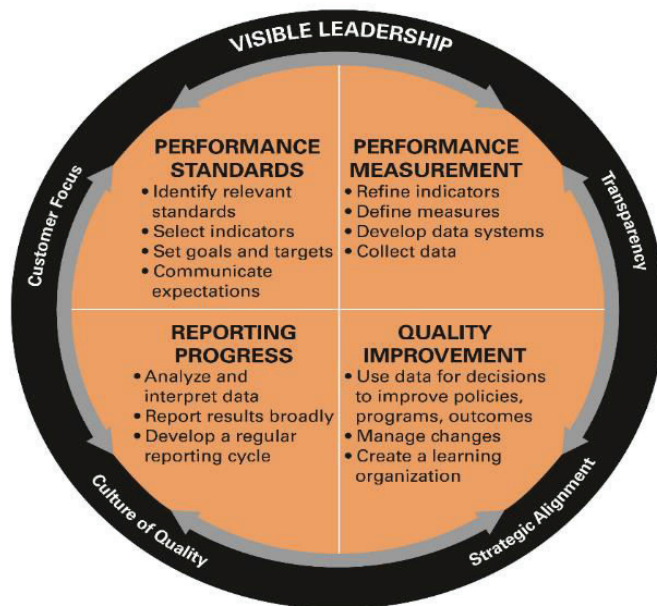 VISIBLE LEADERSHIP
Customer Focus
Transparency
PERFORMANCE
STANDARDS
• Identify relevant
standards
• Select indicators
• Set goals and targets
• Communicate
expectations
PERFORMANCE
MEASUREMENT
• Refine indicators
• Define measures
• Develop data systems
• Collect data
REPORTING
PROGRESS
• Analyze and
interpret data
• Report results broadly
• Develop a regular
reporting cycle
QUALITY
IMPROVEMENT
• Use data for decisions
to improve policies,
programs, outcomes
• Manage changes
• Create a learning
organization
Culture of Quality
Strategic Alignment